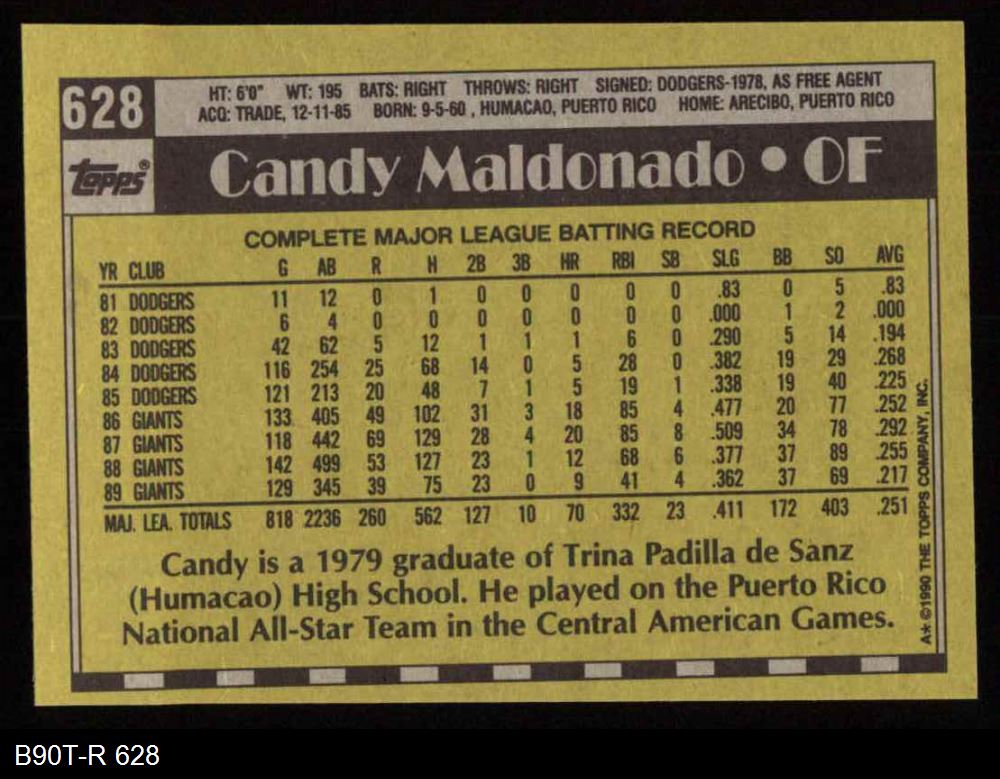 628
HT: 6'0" WT: 195 BATS: RIGHT THROWS: RIGHT SIGNED: DODGERS-1978, AS FREE AGENT
ACQ: TRADE, 12-11-85 BORN: 9-5-60 , HUMACAO, PUERTO RICO HOME: ARECIBO, PUERTO RICO
Topps®
Candy Maldonado • OF
COMPLETE MAJOR LEAGUE BATTING RECORD
YR CLUB G AB R H 2B 3B HR RBI SB SLG BB SO AVG
81 DODGERS 11 12 0 1 0 0 0 0 0 .83 0 5 .83
82 DODGERS 6 4 0 0 0 0 0 0 0 .000 1 2 .000
83 DODGERS 42 62 5 12 1 1 1 6 0 .290 5 14 .194
84 DODGERS 116 254 25 68 14 0 5 28 0 .382 19 29 .268
85 DODGERS 121 213 20 48 7 1 5 19 1 .338 19 40 .225
86 GIANTS 133 405 49 102 31 3 18 85 4 .477 20 77 .252
87 GIANTS 118 442 69 129 28 4 20 85 8 .509 34 78 .292
88 GIANTS 142 499 53 127 23 1 12 68 6 .377 37 89 .255
89 GIANTS 129 345 39 75 23 0 9 41 4 .362 37 69 .217
MAJ. LEA. TOTALS 818 2236 260 562 127 10 70 332 23 .411 172 403 .251
Candy is a 1979 graduate of Trina Padilla de Sanz
(Humacao) High School. He played on the Puerto Rico
National All-Star Team in the Central American Games.
A* ©1990 THE TOPPS COMPANY, INC.
B90T-R 628